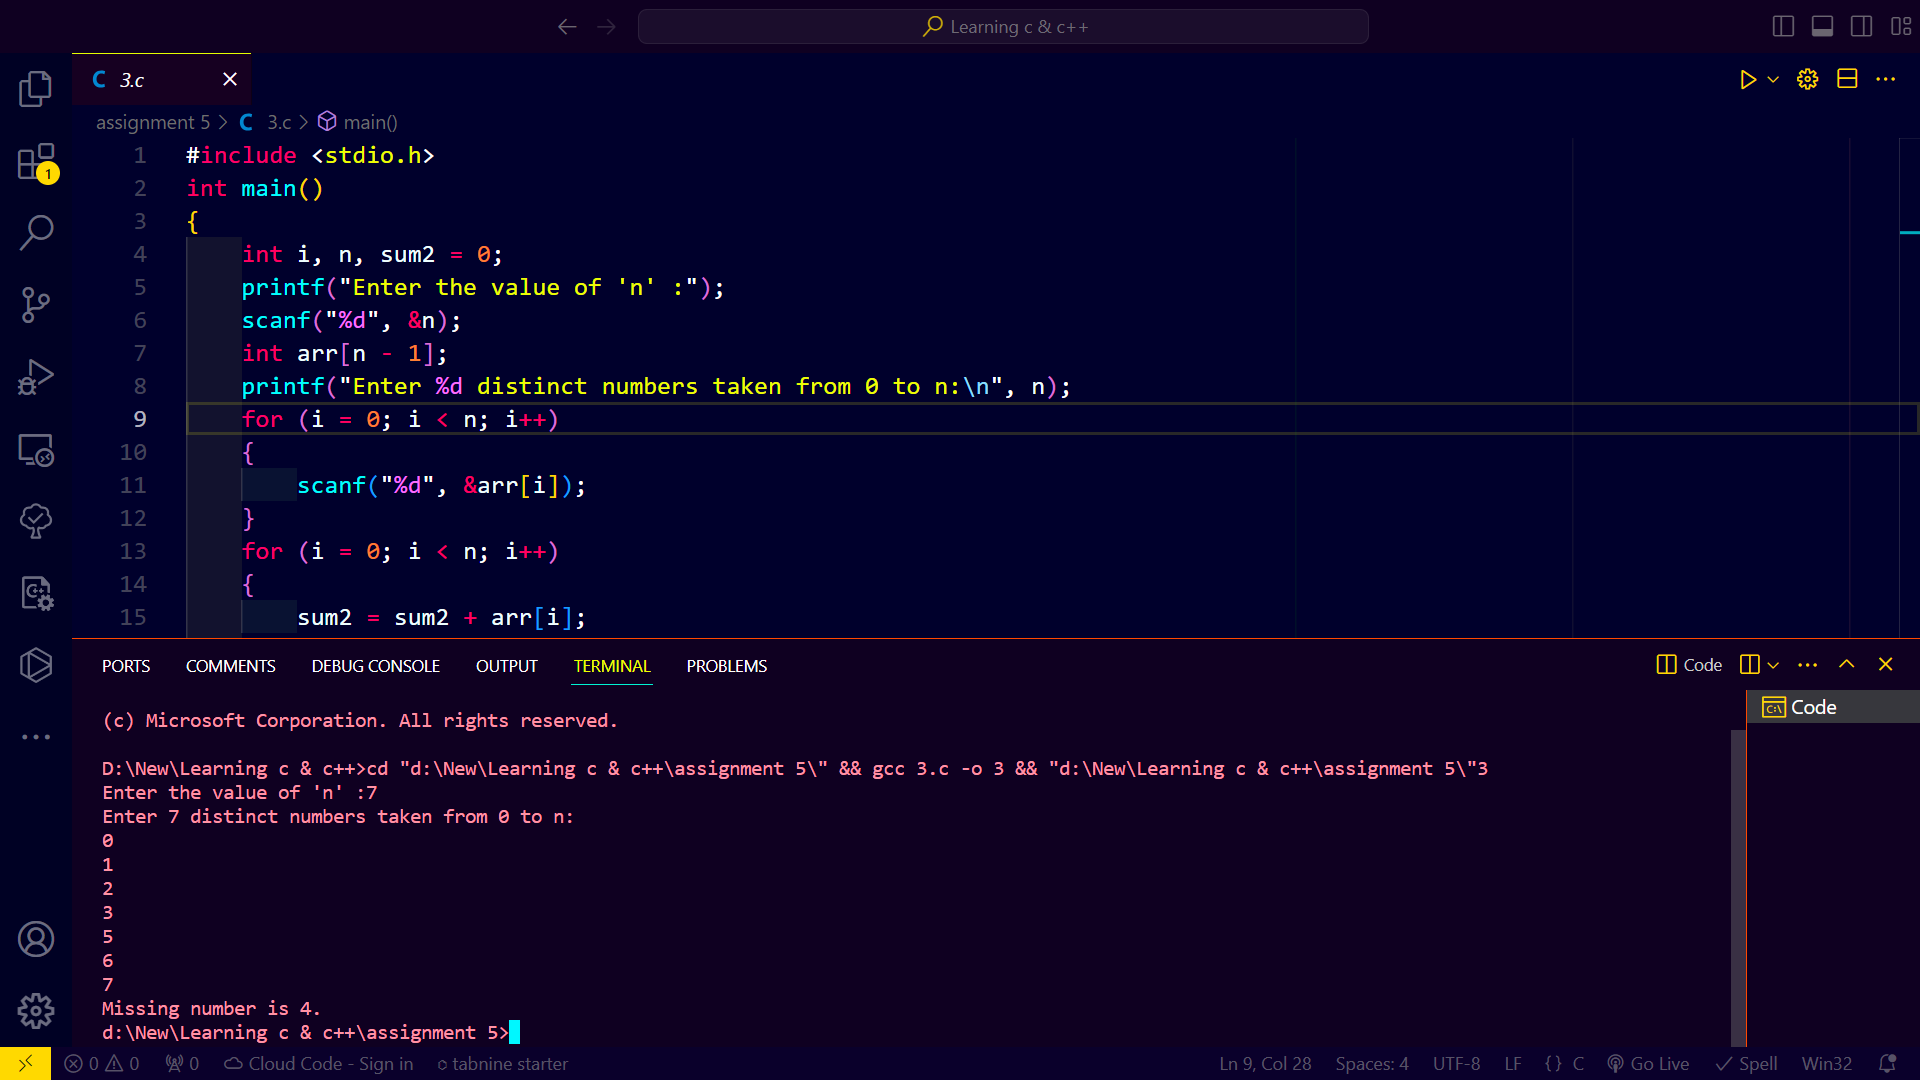 Learning c & c++
C 3.c
assignment 5 > C 3.c > main()
1 #include <stdio.h>
2 int main()
3 {
4 int i, n, sum2 = 0;
5 printf("Enter the value of 'n' :");
6 scanf("%d", &n);
7 int arr[n - 1];
8 printf("Enter %d distinct numbers taken from 0 to n:\n", n);
9 for (i = 0; i < n; i++)
10 {
11 scanf("%d", &arr[i]);
12 }
13 for (i = 0; i < n; i++)
14 {
15 sum2 = sum2 + arr[i];
1
PORTS COMMENTS DEBUG CONSOLE OUTPUT TERMINAL PROBLEMS Code
Code
(c) Microsoft Corporation. All rights reserved.
D:\New\Learning c & c++>cd "d:\New\Learning c & c++\assignment 5\" && gcc 3.c -o 3 && "d:\New\Learning c & c++\assignment 5\"3
Enter the value of 'n' :7
Enter 7 distinct numbers taken from 0 to n:
0
1
2
3
5
6
7
Missing number is 4.
d:\New\Learning c & c++\assignment 5>
0 0 0 Cloud Code - Sign in tabnine starter Ln 9, Col 28 Spaces: 4 UTF-8 LF {} C Go Live Spell Win32